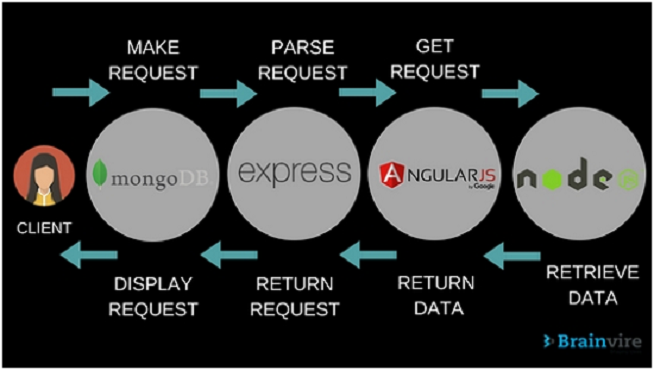 MAKE
REQUEST
PARSE
REQUEST
GET
REQUEST
mongoDB
express
ANGULARJS
by Google
node
CLIENT
DISPLAY
REQUEST
RETURN
REQUEST
RETURN
DATA
RETRIEVE
DATA
Brainvire